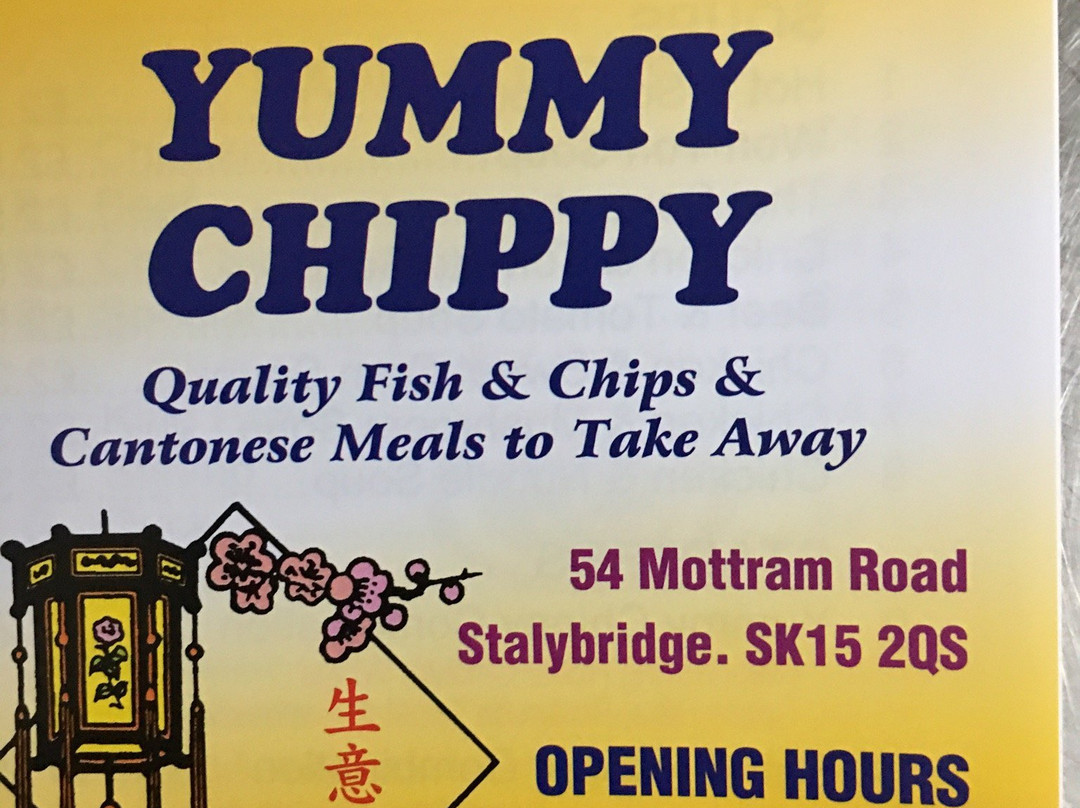 YUMMY
CHIPPY
Quality Fish & Chips &
Cantonese Meals to Take Away
54 Mottram Road
Stalybridge. SK15 2QS
生
意
OPENING HOURS